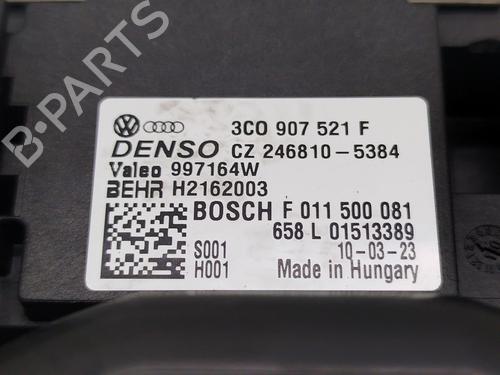 3C0 907 521 F
DENSO CZ 246810-5384
Valeo 997164W
BEHR H2162003
BOSCH F 011 500 081
658 L 01513389
S001 10-03-23
H001 Made in Hungary
B-PARTS